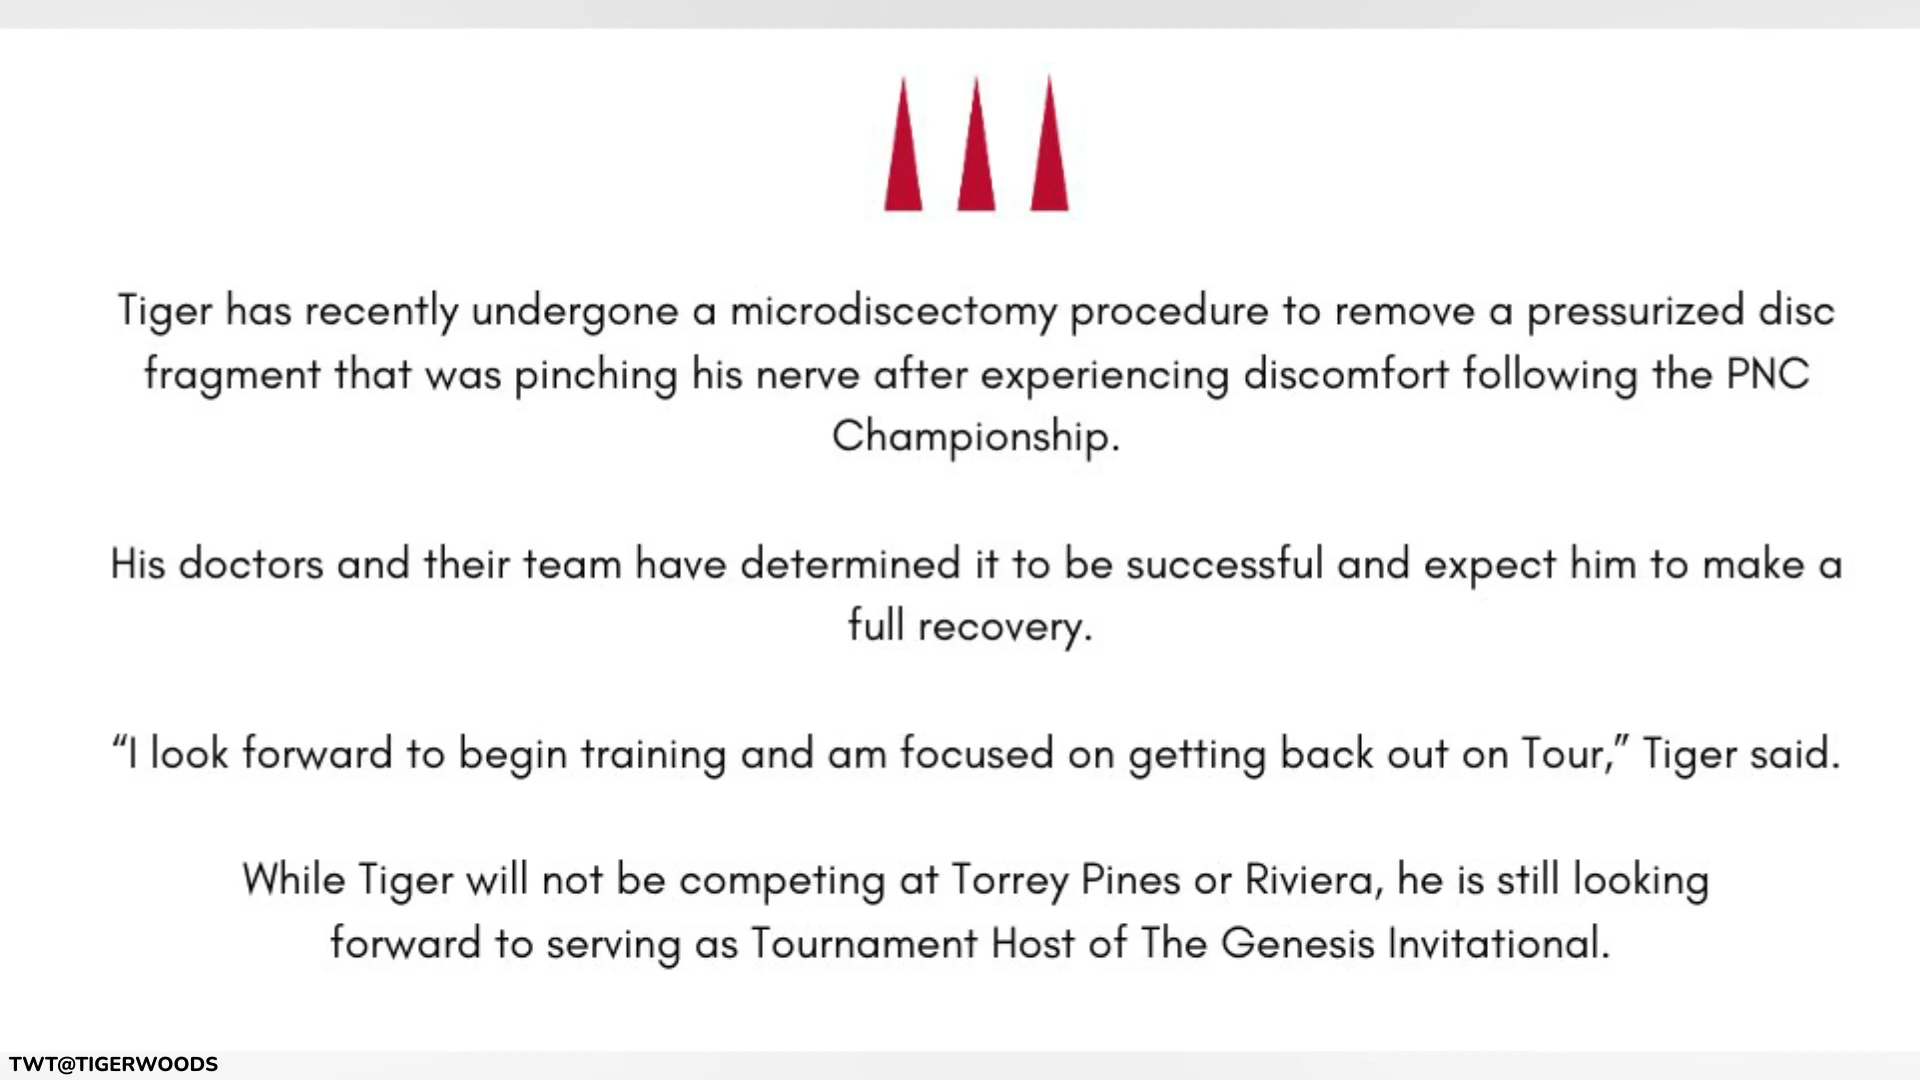 Tiger has recently undergone a microdiscectomy procedure to remove a pressurized disc
fragment that was pinching his nerve after experiencing discomfort following the PNC
Championship.
His doctors and their team have determined it to be successful and expect him to make a
full recovery.
“I look forward to begin training and am focused on getting back out on Tour,” Tiger said.
While Tiger will not be competing at Torrey Pines or Riviera, he is still looking
forward to serving as Tournament Host of The Genesis Invitational.
TWT@TIGERWOODS